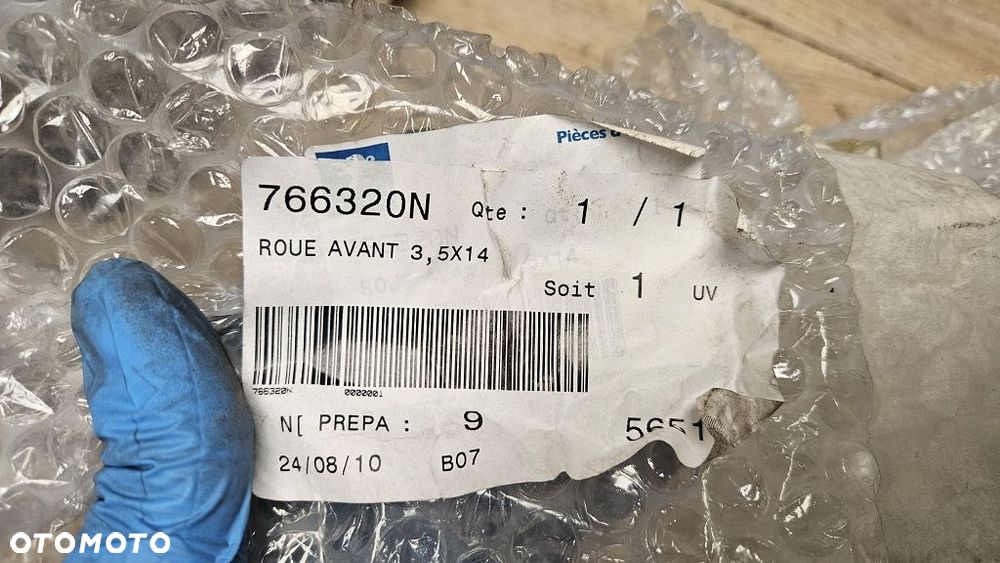 Pièces
766320N Qte : 1 / 1
ROUE AVANT 3,5X14
Soit 1 UV
766320N 0000001
N[ PREPA : 9 5651
24/08/10 B07
OTOMOTO